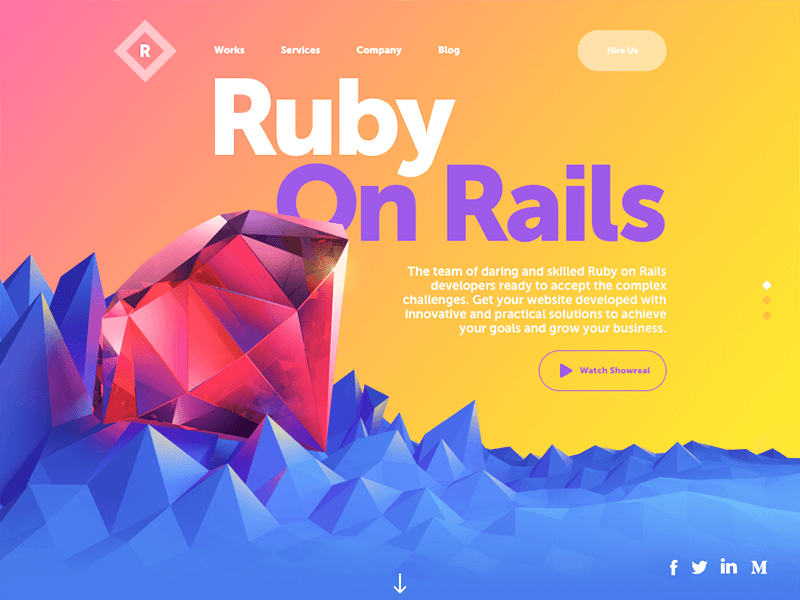 R
Works
Services
Company
Blog
Hire Us
Ruby
On Rails
The team of daring and skilled Ruby on Rails
developers ready to accept the complex
challenges. Get your website developed with
innovative and practical solutions to achieve
your goals and grow your business.
Watch Showreal
f
in
M